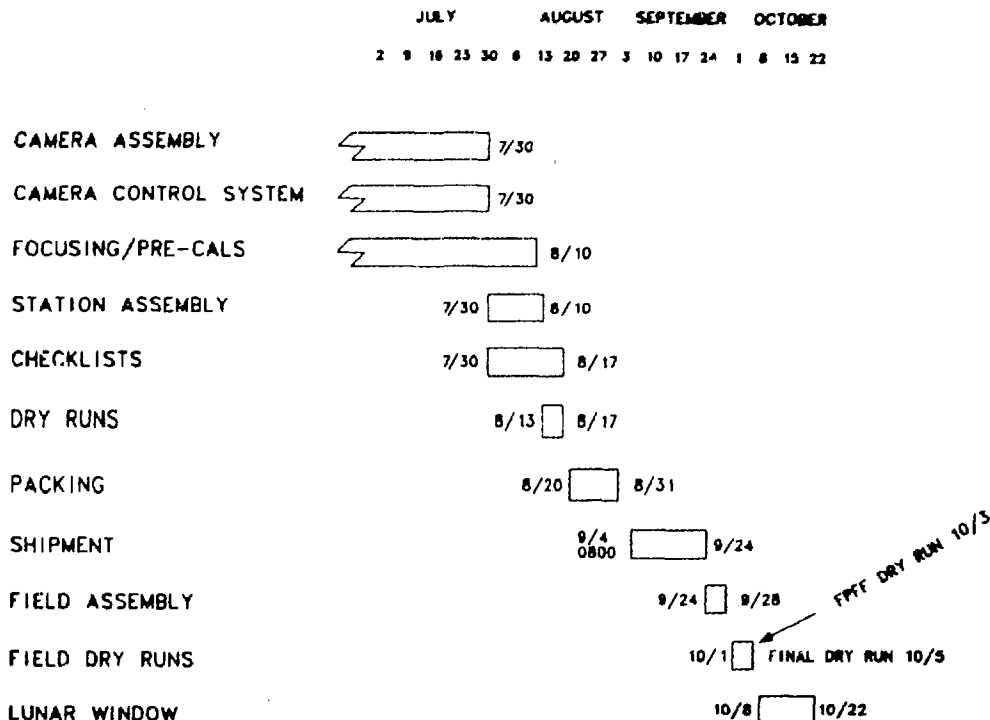 JULY AUGUST SEPTEMBER OCTOBER
2 9 16 23 30 6 13 20 27 3 10 17 24 1 8 15 22
CAMERA ASSEMBLY 7/30
CAMERA CONTROL SYSTEM 7/30
FOCUSING/PRE-CALS 8/10
STATION ASSEMBLY 7/30 8/10
CHECKLISTS 7/30 8/17
DRY RUNS 8/13 8/17
PACKING 8/20 8/31
SHIPMENT 9/4 0800 9/24
FIELD ASSEMBLY 9/24 9/28
FPFF DRY RUN 10/3
FIELD DRY RUNS 10/1 FINAL DRY RUN 10/5
LUNAR WINDOW 10/8 10/22